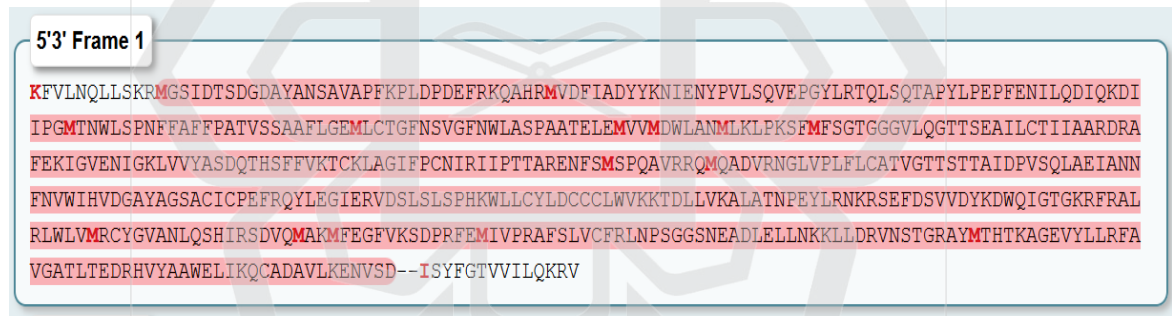 5'3' Frame 1
KFVLNQLLSKRMGSIDTSDGDAYANSAVAPFKPLDPDEFRKQAHRMVDFIADYYKNIENYPVLSQVEPGYLRTQLSQTAPYLPEPFENILQDIQKDI
IPGMTNWLSPNFFAFFPATVSSAAFLGEMLCTGFNSVGFNWLASPAATELEMVVMDWLANMLKLPKSFMFSGTGGGVLQGTTSEAILCTIIAARDRA
FEKIGVENIGKLVVYASDQTHSFFVKTCKLAGIFPCNIRIIPTTARENFSMSPQAVRRQMQADVRNGLVPLFLCATVGTTSTTAIDPVSQLAEIANN
FNVWIHVDGAYAGSACICPEFRQYLEGIERVDSLSLSPHKWLLCYLDCCCLWVKKTDLLVKALATNPEYLRNKRSEFDSVVDYKDWQIGTGKRFRAL
RLWLVMRCYGVANLQSHIRSDVQMAKMFEGFVKSDPRFEMIVPRAFSLVCFRLNPSGGSNEADLELLNKKLLDRVNSTGRAYMTHTKAGEVYLLRFA
VGATLTEDRHVYAAWELIKQCADAVLKENVSD--ISYFGTVVILQKRV